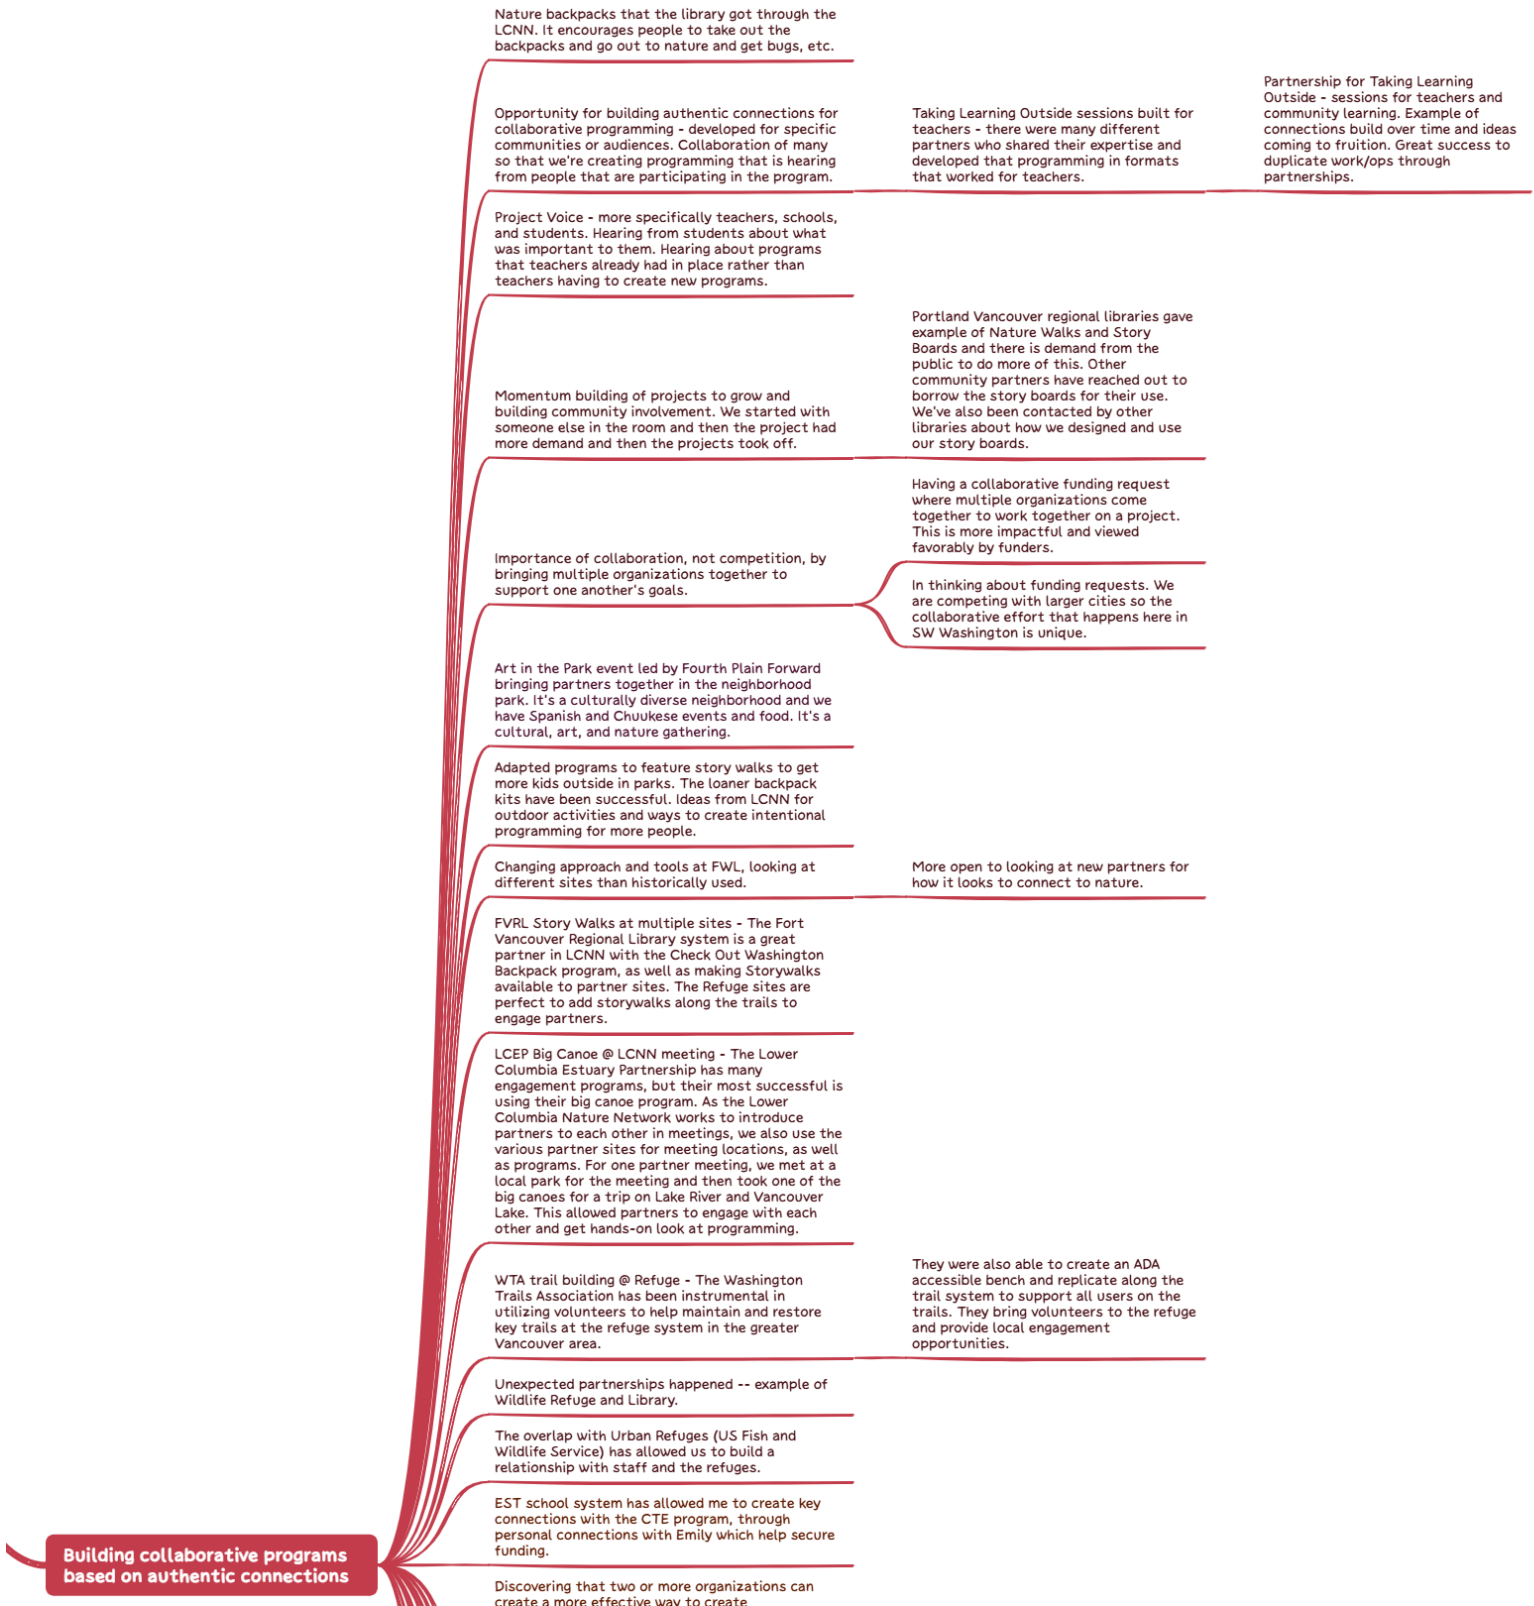 Nature backpacks that the library got through the
LCNN. It encourages people to take out the
backpacks and go out to nature and get bugs, etc.
Opportunity for building authentic connections for
collaborative programming - developed for specific
communities or audiences. Collaboration of many
so that we're creating programming that is hearing
from people that are participating in the program.
Taking Learning Outside sessions built for
teachers - there were many different
partners who shared their expertise and
developed that programming in formats
that worked for teachers.
Partnership for Taking Learning
Outside - sessions for teachers and
community learning. Example of
connections build over time and ideas
coming to fruition. Great success to
duplicate work/ops through
partnerships.
Project Voice - more specifically teachers, schools,
and students. Hearing from students about what
was important to them. Hearing about programs
that teachers already had in place rather than
teachers having to create new programs.
Momentum building of projects to grow and
building community involvement. We started with
someone else in the room and then the project had
more demand and then the projects took off.
Portland Vancouver regional libraries gave
example of Nature Walks and Story
Boards and there is demand from the
public to do more of this. Other
community partners have reached out to
borrow the story boards for their use.
We've also been contacted by other
libraries about how we designed and use
our story boards.
Importance of collaboration, not competition, by
bringing multiple organizations together to
support one another's goals.
Having a collaborative funding request
where multiple organizations come
together to work together on a project.
This is more impactful and viewed
favorably by funders.
In thinking about funding requests. We
are competing with larger cities so the
collaborative effort that happens here in
SW Washington is unique.
Art in the Park event led by Fourth Plain Forward
bringing partners together in the neighborhood
park. It's a culturally diverse neighborhood and we
have Spanish and Chuukese events and food. It's a
cultural, art, and nature gathering.
Adapted programs to feature story walks to get
more kids outside in parks. The loaner backpack
kits have been successful. Ideas from LCNN for
outdoor activities and ways to create intentional
programming for more people.
Changing approach and tools at FWL, looking at
different sites than historically used.
More open to looking at new partners for
how it looks to connect to nature.
FVRL Story Walks at multiple sites - The Fort
Vancouver Regional Library system is a great
partner in LCNN with the Check Out Washington
Backpack program, as well as making Storywalks
available to partner sites. The Refuge sites are
perfect to add storywalks along the trails to
engage partners.
LCEP Big Canoe @ LCNN meeting - The Lower
Columbia Estuary Partnership has many
engagement programs, but their most successful is
using their big canoe program. As the Lower
Columbia Nature Network works to introduce
partners to each other in meetings, we also use the
various partner sites for meeting locations, as well
as programs. For one partner meeting, we met at a
local park for the meeting and then took one of the
big canoes for a trip on Lake River and Vancouver
Lake. This allowed partners to engage with each
other and get hands-on look at programming.
WTA trail building @ Refuge - The Washington
Trails Association has been instrumental in
utilizing volunteers to help maintain and restore
key trails at the refuge system in the greater
Vancouver area.
They were also able to create an ADA
accessible bench and replicate along the
trail system to support all users on the
trails. They bring volunteers to the refuge
and provide local engagement
opportunities.
Unexpected partnerships happened -- example of
Wildlife Refuge and Library.
The overlap with Urban Refuges (US Fish and
Wildlife Service) has allowed us to build a
relationship with staff and the refuges.
EST school system has allowed me to create key
connections with the CTE program, through
personal connections with Emily which help secure
funding.
Building collaborative programs
based on authentic connections
Discovering that two or more organizations can
create a more effective way to create